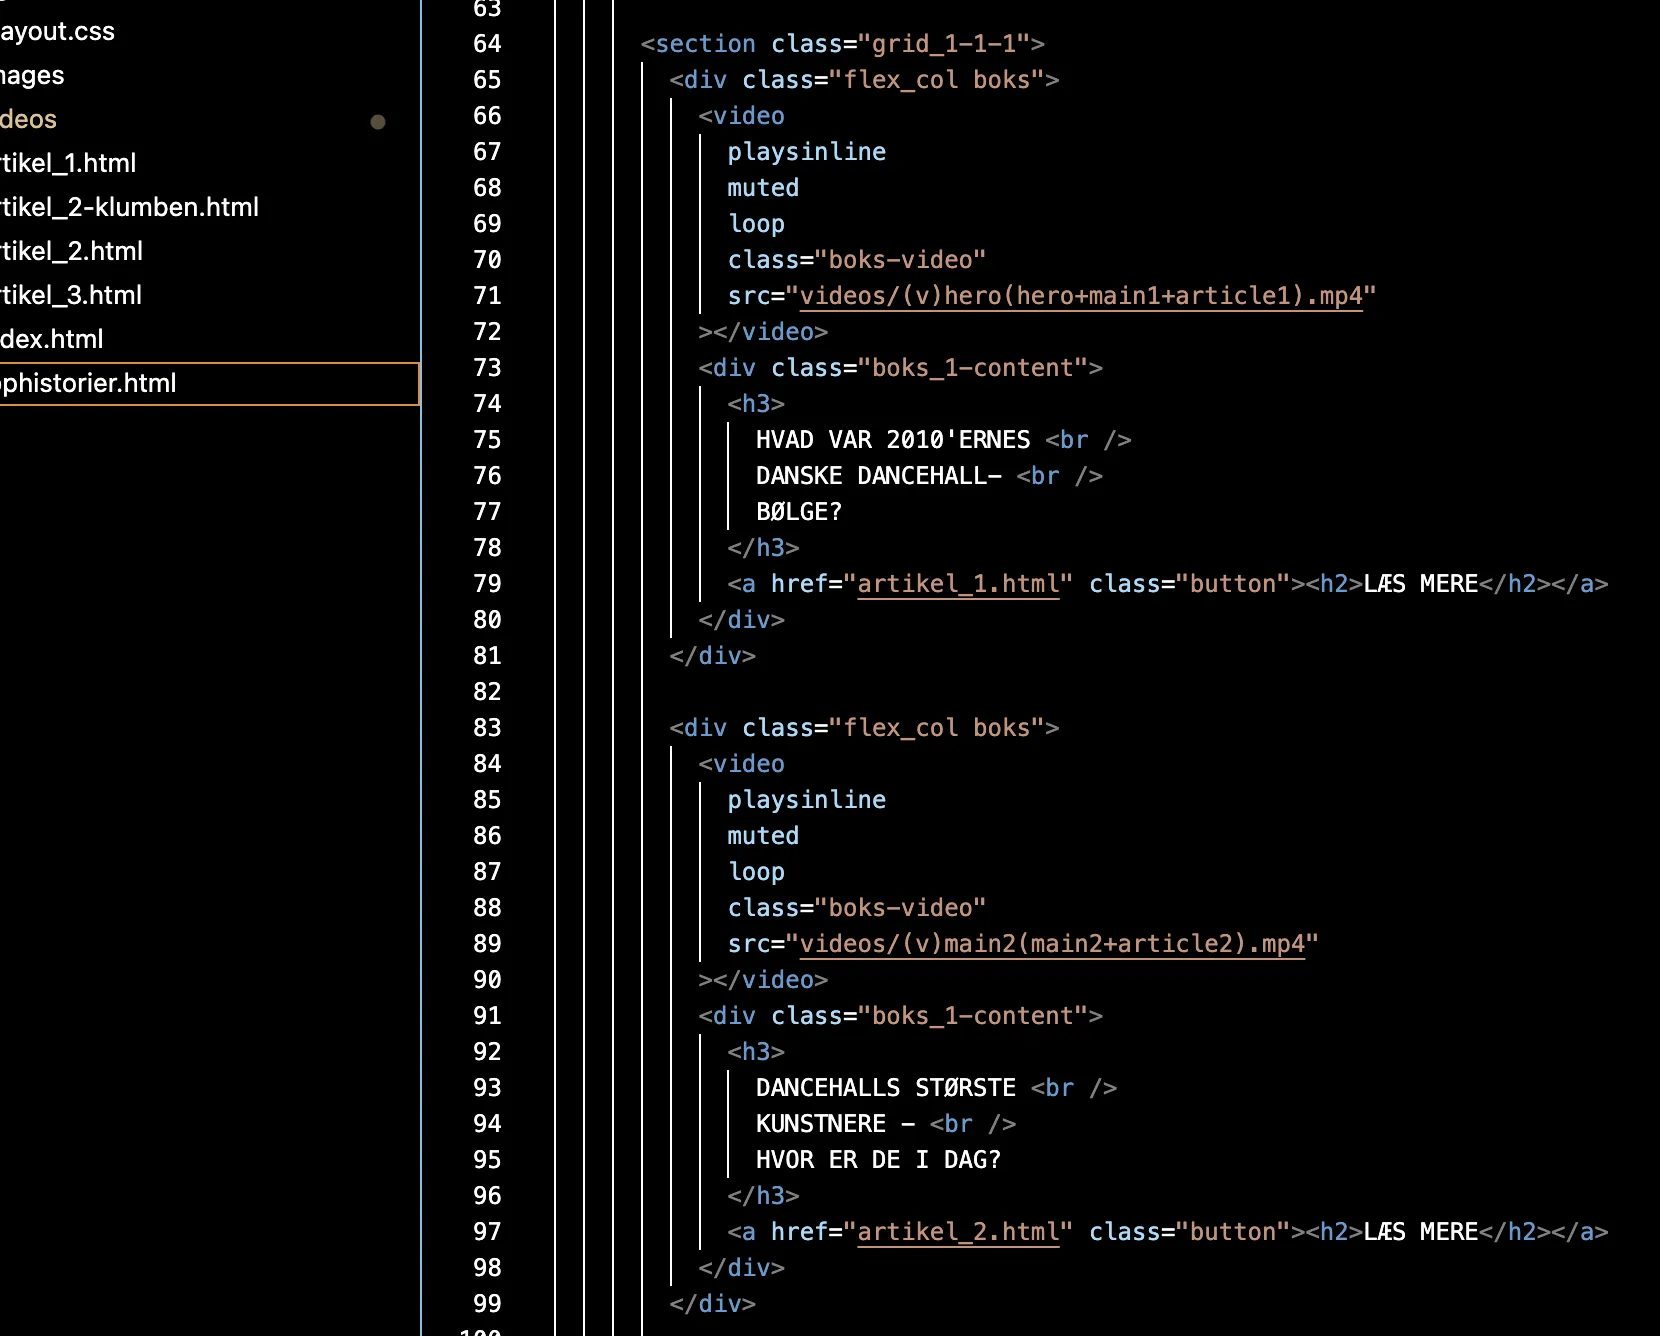 ayout.css
mages
deos
tikel_1.html
tikel_2-klumben.html
tikel_2.html
tikel_3.html
dex.html
phistorier.html
63
64 <section class="grid_1-1-1">
65 <div class="flex_col boks">
66 <video
67 playsinline
68 muted
69 loop
70 class="boks-video"
71 src="videos/(v)hero(hero+main1+article1).mp4"
72 ></video>
73 <div class="boks_1-content">
74 <h3>
75 HVAD VAR 2010'ERNES <br />
76 DANSKE DANCEHALL- <br />
77 BØLGE?
78 </h3>
79 <a href="artikel_1.html" class="button"><h2>LÆS MERE</h2></a>
80 </div>
81 </div>
82
83 <div class="flex_col boks">
84 <video
85 playsinline
86 muted
87 loop
88 class="boks-video"
89 src="videos/(v)main2(main2+article2).mp4"
90 ></video>
91 <div class="boks_1-content">
92 <h3>
93 DANCEHALLS STØRSTE <br />
94 KUNSTNERE - <br />
95 HVOR ER DE I DAG?
96 </h3>
97 <a href="artikel_2.html" class="button"><h2>LÆS MERE</h2></a>
98 </div>
99 </div>
100